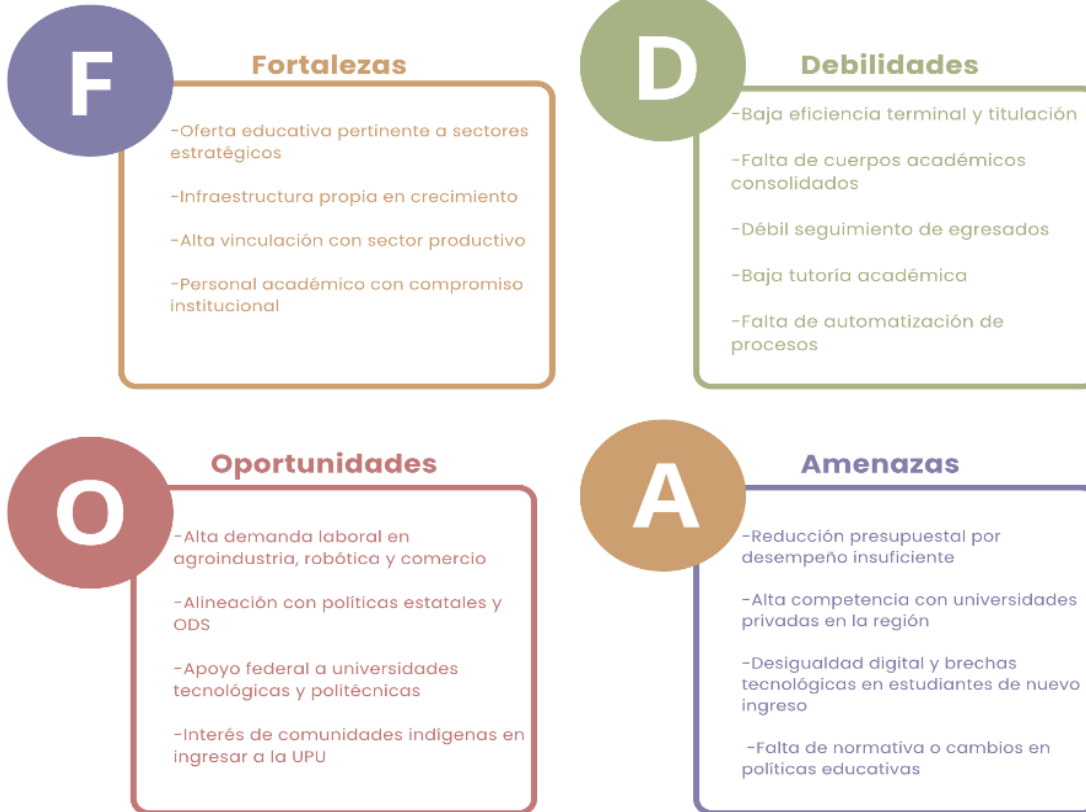 F
Fortalezas
-Oferta educativa pertinente a sectores
estratégicos
-Infraestructura propia en crecimiento
-Alta vinculación con sector productivo
-Personal académico con compromiso
institucional
D
Debilidades
-Baja eficiencia terminal y titulación
-Falta de cuerpos académicos
consolidados
-Débil seguimiento de egresados
-Baja tutoría académica
-Falta de automatización de
procesos
O
Oportunidades
-Alta demanda laboral en
agroindustria, robótica y comercio
-Alineación con políticas estatales y
ODS
-Apoyo federal a universidades
tecnológicas y politécnicas
-Interés de comunidades indígenas en
ingresar a la UPU
A
Amenazas
-Reducción presupuestal por
desempeño insuficiente
-Alta competencia con universidades
privadas en la región
-Desigualdad digital y brechas
tecnológicas en estudiantes de nuevo
ingreso
-Falta de normativa o cambios en
políticas educativas